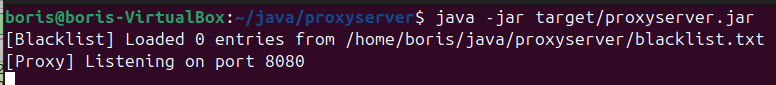 boris@boris-VirtualBox:~/java/proxyserver$ java -jar target/proxyserver.jar
[Blacklist] Loaded 0 entries from /home/boris/java/proxyserver/blacklist.txt
[Proxy] Listening on port 8080